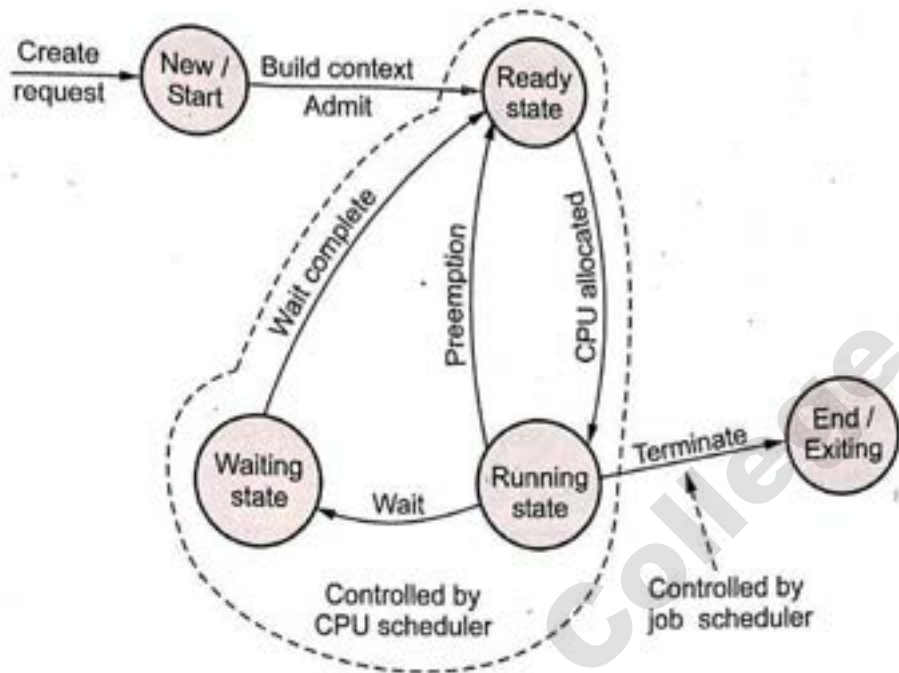 Create
request
New /
Start
Build context
Admit
Ready
state
Wait complete
Preemption
CPU allocated
Waiting
state
Wait
Running
state
Terminate
End /
Exiting
Controlled by
CPU scheduler
Controlled by
job scheduler
College